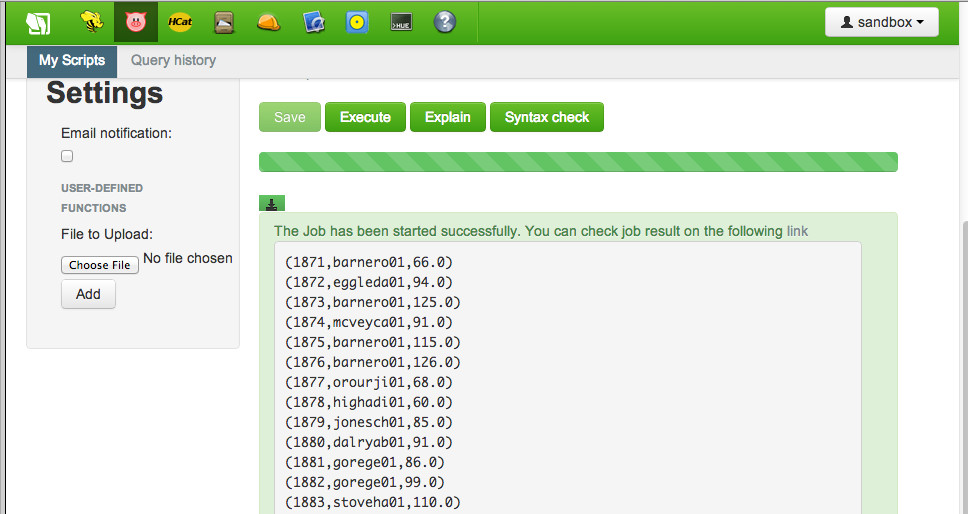 HCat
>HUE
sandbox
My Scripts
Query history
Settings
Email notification:
USER-DEFINED
FUNCTIONS
File to Upload:
Choose File No file chosen
Add
Save
Execute
Explain
Syntax check
The Job has been started successfully. You can check job result on the following link
(1871,barnero01,66.0)
(1872,eggleda01,94.0)
(1873,barnero01,125.0)
(1874,mcveyca01,91.0)
(1875,barnero01,115.0)
(1876,barnero01,126.0)
(1877,orourji01,68.0)
(1878,highadi01,60.0)
(1879,jonesch01,85.0)
(1880,dalryab01,91.0)
(1881,gorege01,86.0)
(1882,gorege01,99.0)
(1883,stoveha01,110.0)